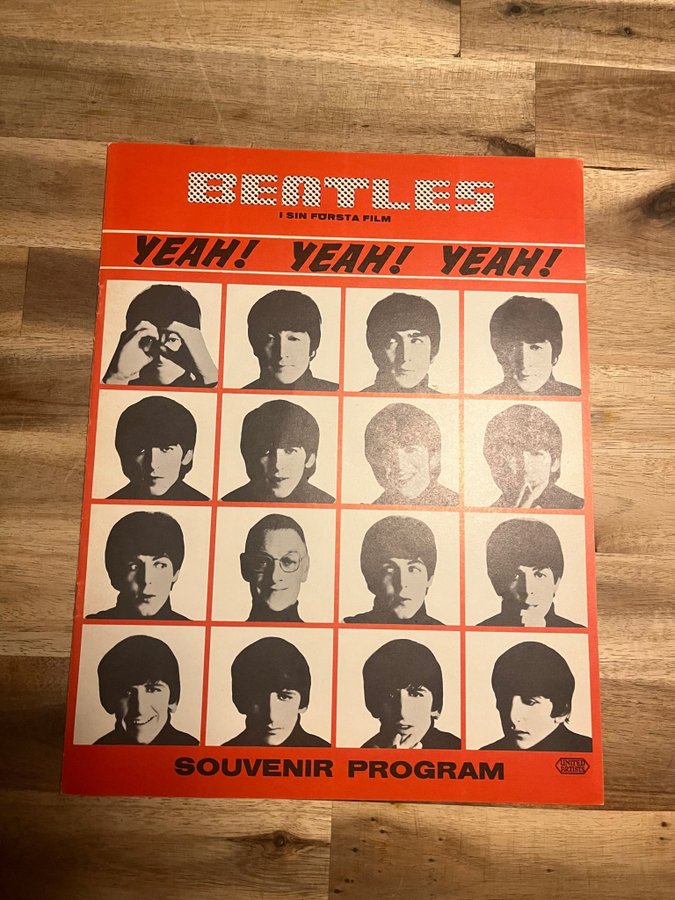 BEATLES
I SIN FÖRSTA FILM
YEAH! YEAH! YEAH!
SOUVENIR PROGRAM
UNITED
ARTISTS